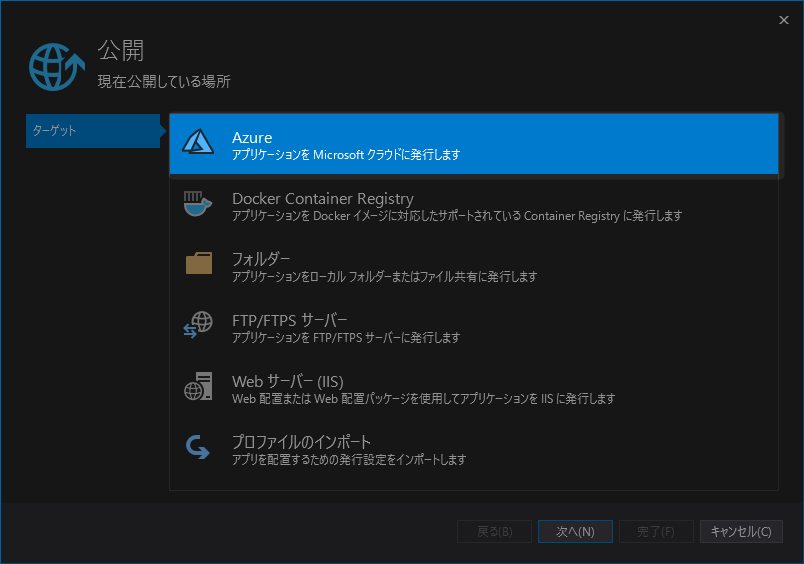 公開
現在公開している場所
ターゲット
Azure
アプリケーションを Microsoft クラウドに発行します
Docker Container Registry
アプリケーションを Docker イメージに対応したサポートされている Container Registry に発行します
フォルダー
アプリケーションをローカル フォルダーまたはファイル共有に発行します
FTP/FTPS サーバー
アプリケーションを FTP/FTPS サーバーに発行します
Web サーバー (IIS)
Web 配置または Web 配置パッケージを使用してアプリケーションを IIS に発行します
プロファイルのインポート
アプリを配置するための発行設定をインポートします
戻る(B) 次へ(N) 完了(F) キャンセル(C)